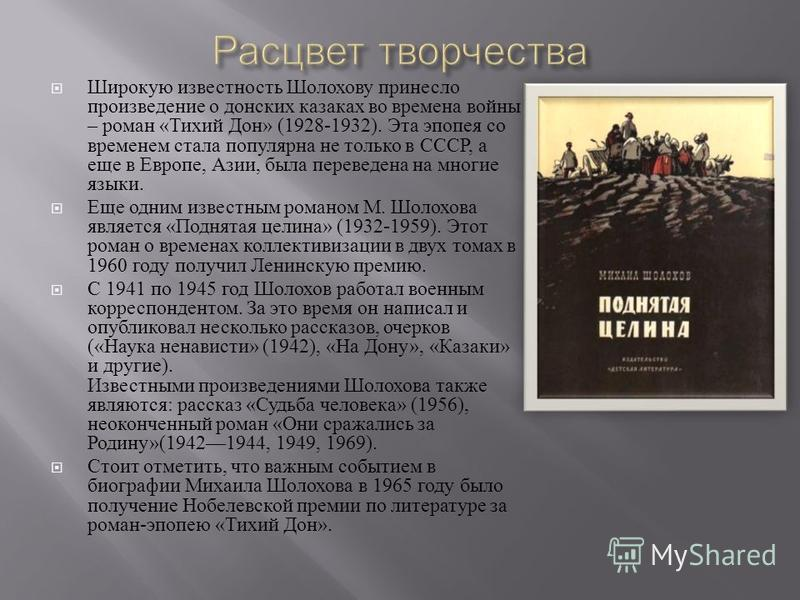 Расцвет творчества
Широкую известность Шолохову принесло
произведение о донских казаках во времена войны
– роман «Тихий Дон» (1928-1932). Эта эпопея со
временем стала популярна не только в СССР, а
еще в Европе, Азии, была переведена на многие
языки.
Еще одним известным романом М. Шолохова
является «Поднятая целина» (1932-1959). Этот
роман о временах коллективизации в двух томах в
1960 году получил Ленинскую премию.
С 1941 по 1945 год Шолохов работал военным
корреспондентом. За это время он написал и
опубликовал несколько рассказов, очерков
(«Наука ненависти» (1942), «На Дону», «Казаки»
и другие).
Известными произведениями Шолохова также
являются: рассказ «Судьба человека» (1956),
неоконченный роман «Они сражались за
Родину»(1942—1944, 1949, 1969).
Стоит отметить, что важным событием в
биографии Михаила Шолохова в 1965 году было
получение Нобелевской премии по литературе за
роман-эпопею «Тихий Дон».
МИХАИЛ ШОЛОХОВ
ПОДНЯТАЯ
ЦЕЛИНА
ИЗДАТЕЛЬСТВО
«ДЕТСКАЯ ЛИТЕРАТУРА»
MyShared